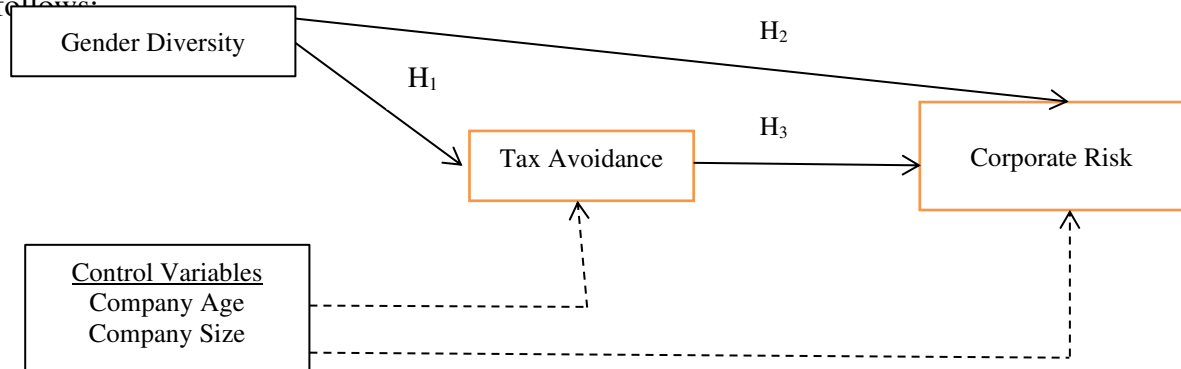 follows:
Gender Diversity
H2
H1
H3
Tax Avoidance
Corporate Risk
Control Variables
Company Age
Company Size